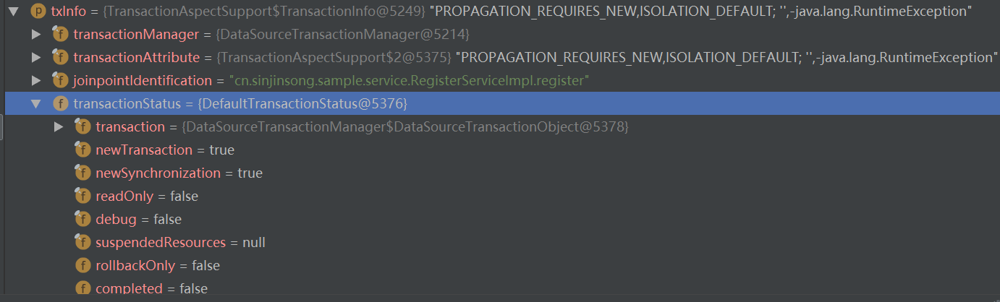 txInfo = {TransactionAspectSupport$TransactionInfo@5249} "PROPAGATION_REQUIRES_NEW,ISOLATION_DEFAULT; '',-java.lang.RuntimeException"
f transactionManager = {DataSourceTransactionManager@5214}
f transactionAttribute = {TransactionAspectSupport$2@5375} "PROPAGATION_REQUIRES_NEW,ISOLATION_DEFAULT; '',-java.lang.RuntimeException"
f joinpointIdentification = "cn.sinjinsong.sample.service.RegisterServiceImpl.register"
f transactionStatus = {DefaultTransactionStatus@5376}
f transaction = {DataSourceTransactionManager$DataSourceTransactionObject@5378}
f newTransaction = true
f newSynchronization = true
f readOnly = false
f debug = false
f suspendedResources = null
f rollbackOnly = false
f completed = false